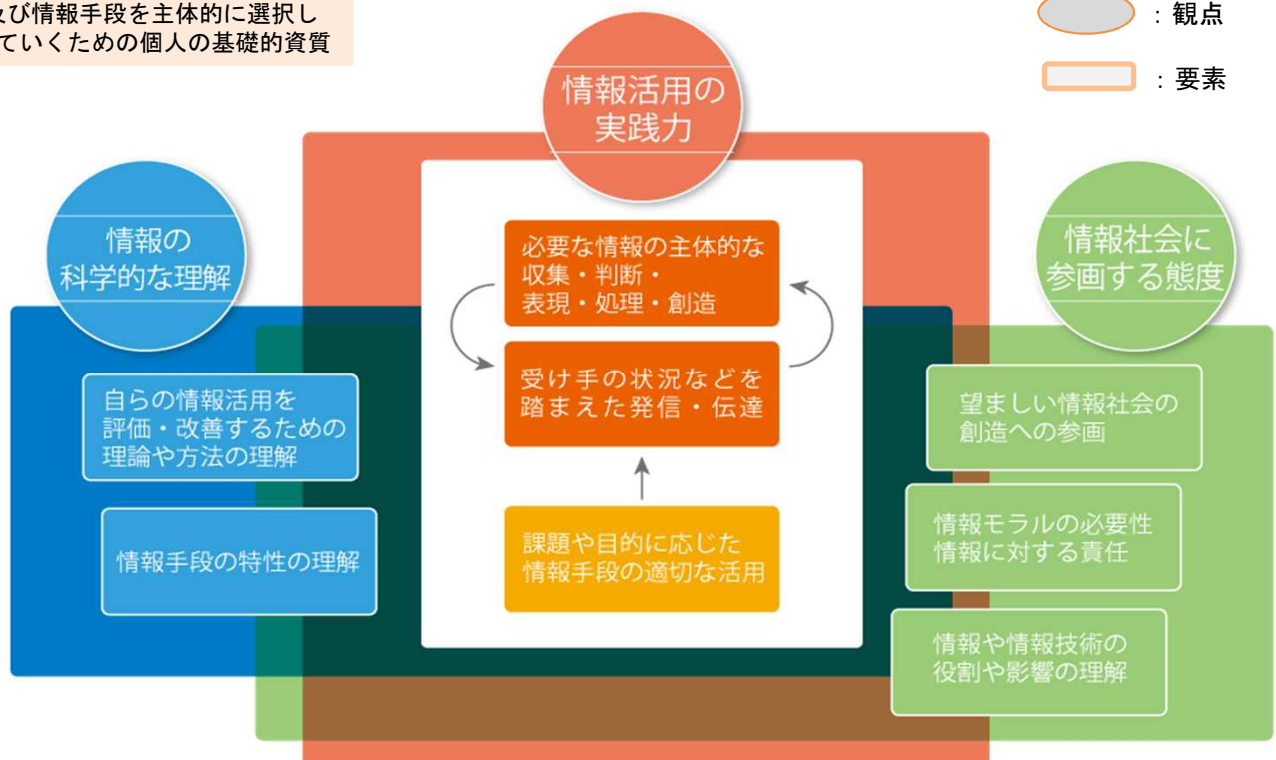 及び情報手段を主体的に選択し
ていくための個人の基礎的資質
：観点
：要素
情報活用の
実践力
情報の
科学的な理解
情報社会に
参画する態度
必要な情報の主体的な
収集・判断・
表現・処理・創造
受け手の状況などを
踏まえた発信・伝達
課題や目的に応じた
情報手段の適切な活用
自らの情報活用を
評価・改善するための
理論や方法の理解
情報手段の特性の理解
望ましい情報社会の
創造への参画
情報モラルの必要性
情報に対する責任
情報や情報技術の
役割や影響の理解